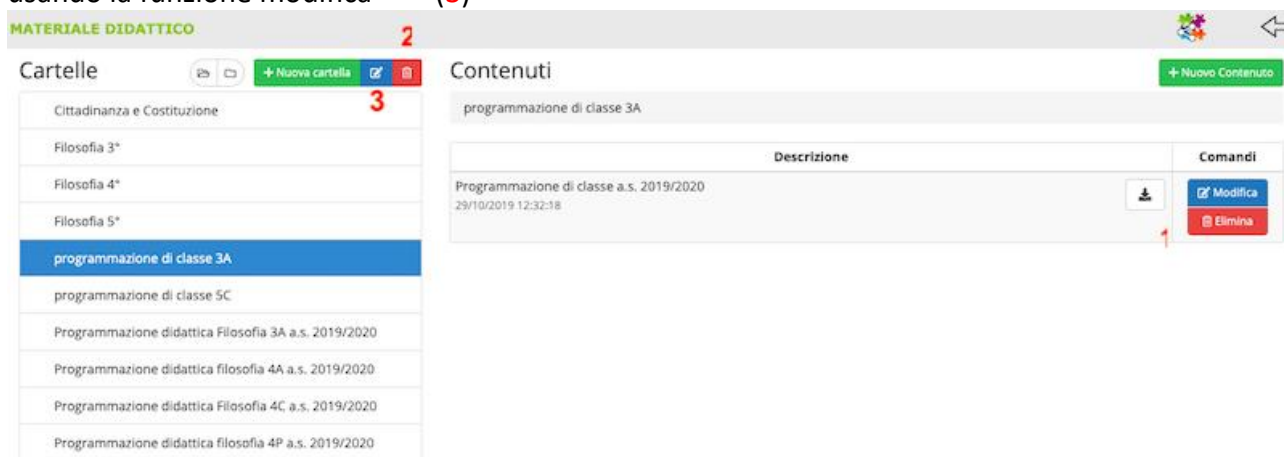 usando la funzione modifica (3)
MATERIALE DIDATTICO
2
Cartelle
+ Nuova cartella
3
Cittadinanza e Costituzione
Filosofia 3°
Filosofia 4°
Filosofia 5°
programmazione di classe 3A
programmazione di classe 5C
Programmazione didattica Filosofia 3A a.s. 2019/2020
Programmazione didattica filosofia 4A a.s. 2019/2020
Programmazione didattica Filosofia 4C a.s. 2019/2020
Programmazione didattica filosofia 4P a.s. 2019/2020
Contenuti
+ Nuovo Contenuto
programmazione di classe 3A
Descrizione
Comandi
Programmazione di classe a.s. 2019/2020
29/10/2019 12:32:18
Modifica
Elimina
1